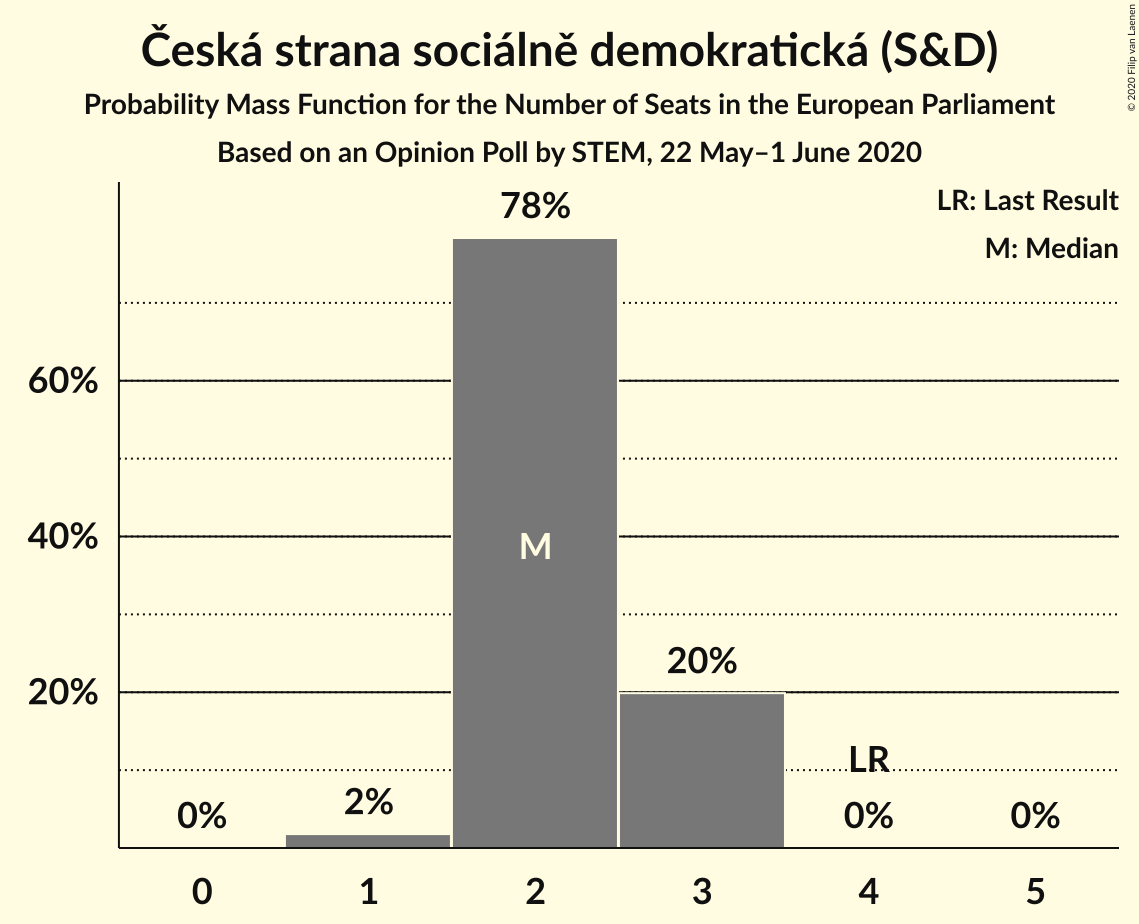 Česká strana sociálně demokratická (S&D)
Probability Mass Function for the Number of Seats in the European Parliament
Based on an Opinion Poll by STEM, 22 May–1 June 2020
© 2020 Filip van Laenen
LR: Last Result
M: Median
78%
60%
40%
M
20%
20%
LR
0%
2%
0%
0%
0
1
2
3
4
5